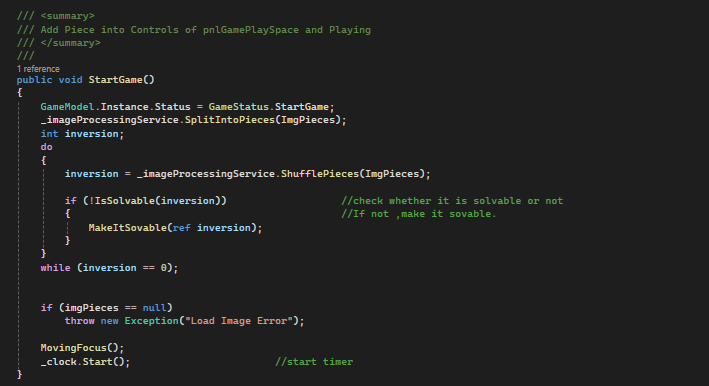 /// <summary>
/// Add Piece into Controls of pnlGamePlaySpace and Playing
/// </summary>
///
1 reference
public void StartGame()
{
    GameModel.Instance.Status = GameStatus.StartGame;
    _imageProcessingService.SplitIntoPieces(ImgPieces);
    int inversion;
    do
    {
        inversion = _imageProcessingService.ShufflePieces(ImgPieces);

        if (!IsSolvable(inversion))                   //check whether it is solvable or not
        {                                             //If not ,make it sovable.
            MakeItSovable(ref inversion);
        }
    }
    while (inversion == 0);


    if (imgPieces == null)
        throw new Exception("Load Image Error");

    MovingFocus();
    _clock.Start();                        //start timer
}